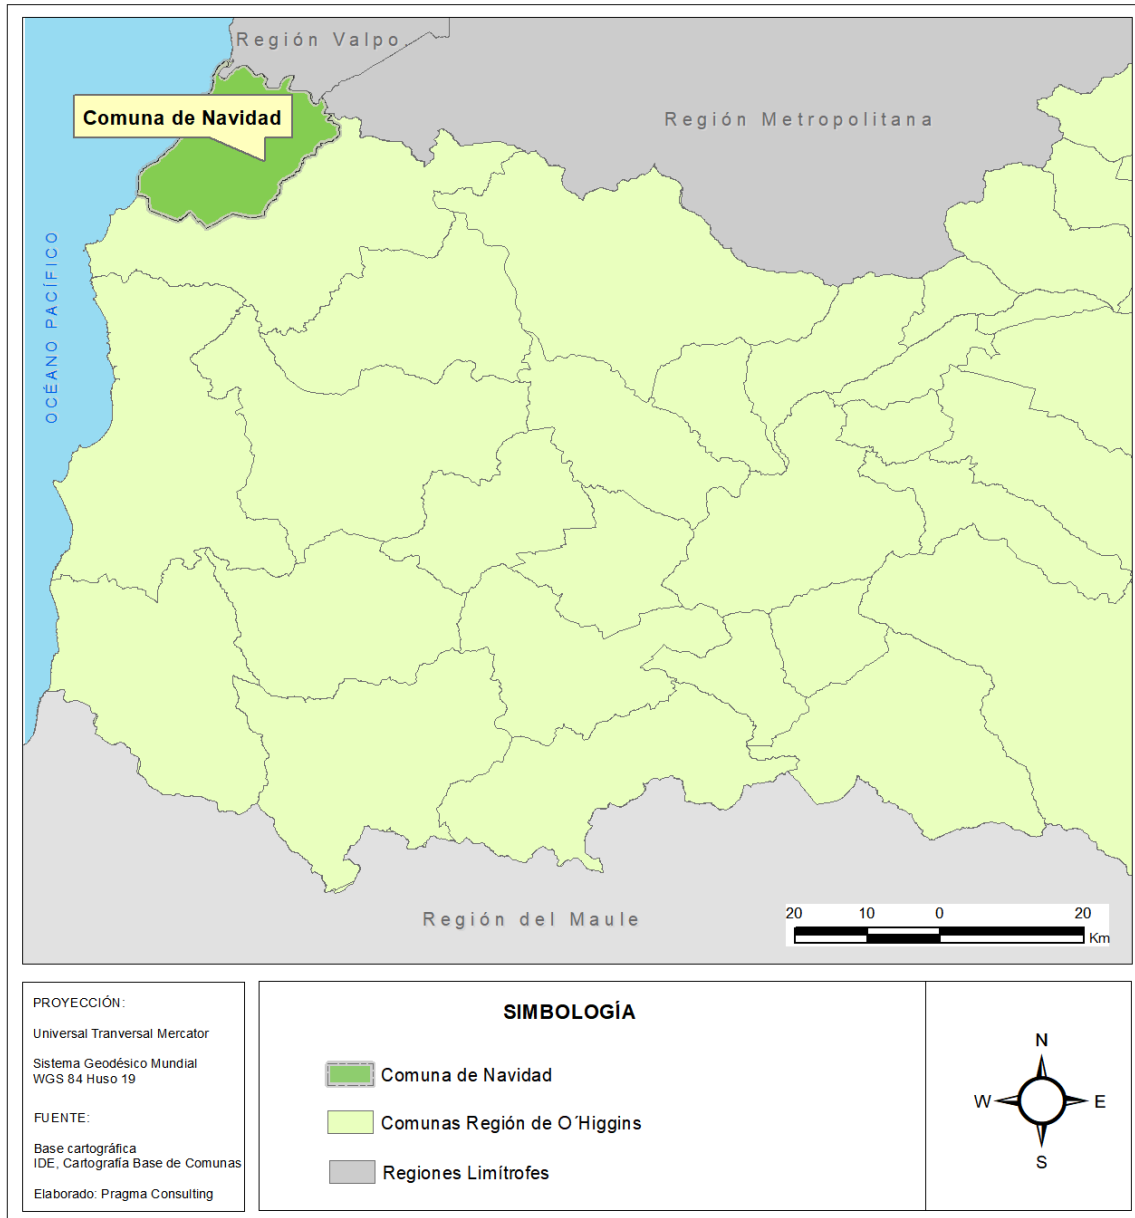 Región Valpo.
Comuna de Navidad
Región Metropolitana
OCÉANO PACÍFICO
Región del Maule
20 10 0 20
Km
PROYECCIÓN:
Universal Tranversal Mercator
Sistema Geodésico Mundial
WGS 84 Huso 19
FUENTE:
Base cartográfica
IDE, Cartografía Base de Comunas
Elaborado: Pragma Consulting
SIMBOLOGÍA
Comuna de Navidad
Comunas Región de O´Higgins
Regiones Limítrofes
N
W E
S